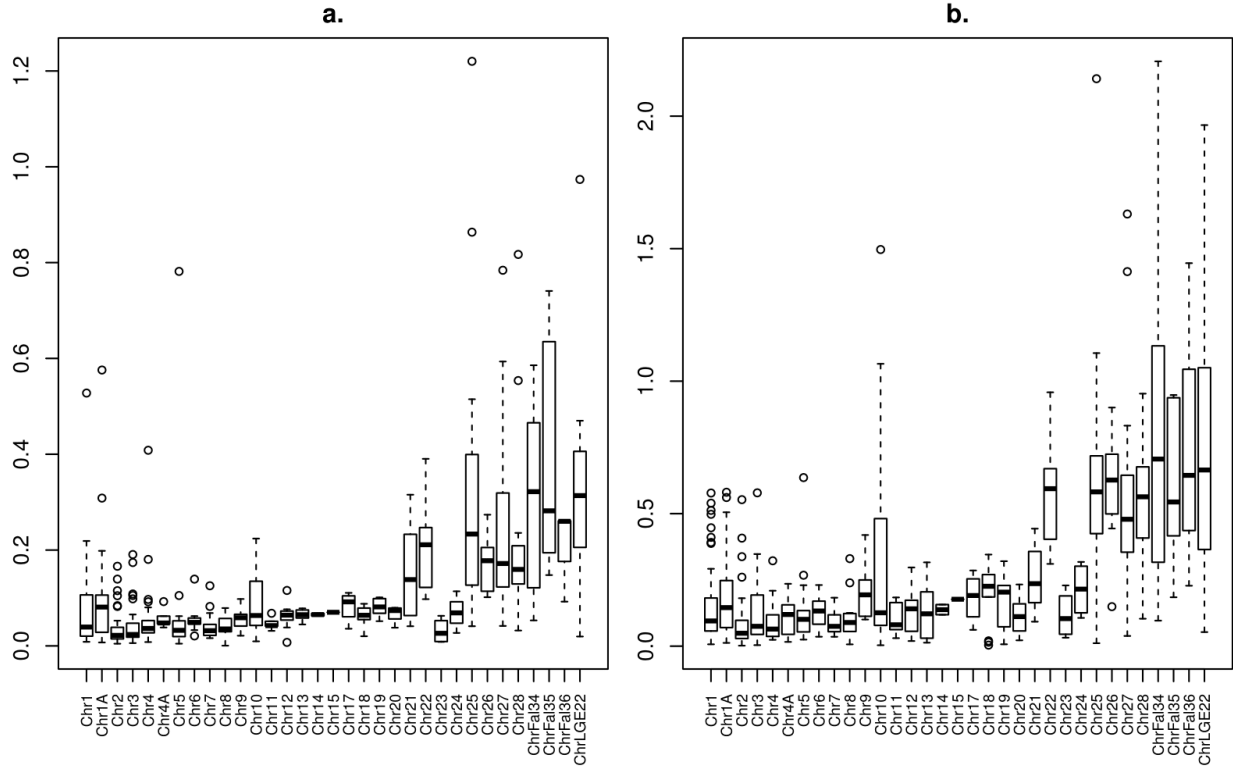 a.
1.2
1.0
0.8
0.6
0.4
0.2
0.0
Chr1
Chr1A
Chr2
Chr3
Chr4
Chr4A
Chr5
Chr6
Chr7
Chr8
Chr9
Chr10
Chr11
Chr12
Chr13
Chr14
Chr15
Chr17
Chr18
Chr19
Chr20
Chr21
Chr22
Chr23
Chr24
Chr25
Chr26
Chr27
Chr28
ChrFal34
ChrFal35
ChrFal36
ChrLGE22
b.
2.0
1.5
1.0
0.5
0.0
Chr1
Chr1A
Chr2
Chr3
Chr4
Chr4A
Chr5
Chr6
Chr7
Chr8
Chr9
Chr10
Chr11
Chr12
Chr13
Chr14
Chr15
Chr17
Chr18
Chr19
Chr20
Chr21
Chr22
Chr23
Chr24
Chr25
Chr26
Chr27
Chr28
ChrFal34
ChrFal35
ChrFal36
ChrLGE22